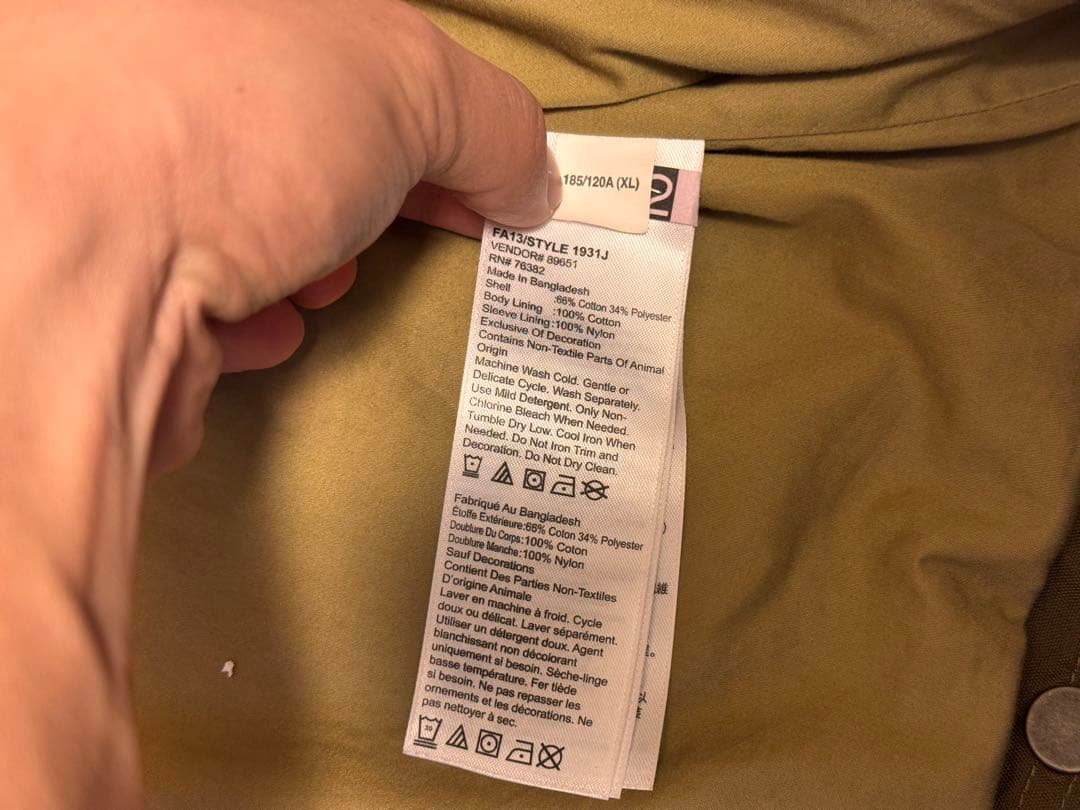 185/120A (XL)
FA13/STYLE 1931J
VENDOR# 89651
RN# 76382
Made In Bangladesh
Shell :66% Cotton 34% Polyester
Body Lining :100% Cotton
Sleeve Lining:100% Nylon
Exclusive Of Decoration
Contains Non-Textile Parts Of Animal
Origin
Machine Wash Cold. Gentle or
Delicate Cycle. Wash Separately.
Use Mild Detergent. Only Non-
Chlorine Bleach When Needed.
Tumble Dry Low. Cool Iron When
Needed. Do Not Iron Trim and
Decoration. Do Not Dry Clean.
Fabriqué Au Bangladesh
Étoffe Extérieure:66% Coton 34% Polyester
Doublure Du Corps:100% Coton
Doublure Manche:100% Nylon
Sauf Decorations
Contient Des Parties Non-Textiles
D'origine Animale
Laver en machine à froid. Cycle
doux ou délicat. Laver séparément.
Utiliser un détergent doux. Agent
blanchissant non décolorant
uniquement si besoin. Sèche-linge
basse température. Fer tiède
si besoin. Ne pas repasser les
ornements et les décorations. Ne
pas nettoyer à sec.
30